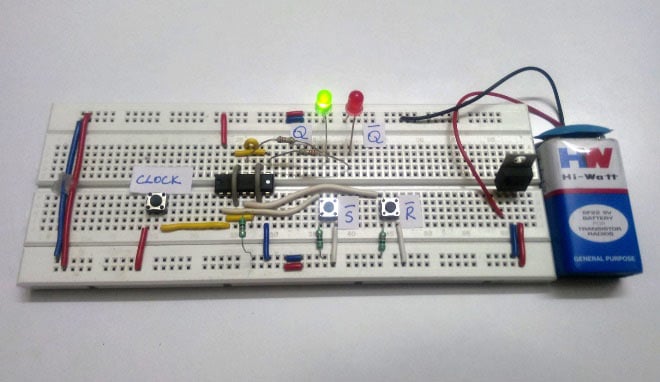 Q
Q̅
CLOCK
S̅
R̅
HW
Hi-Watt
6F22 9V
BATTERY
FOR
TRANSISTOR
RADIOS
GENERAL PURPOSE